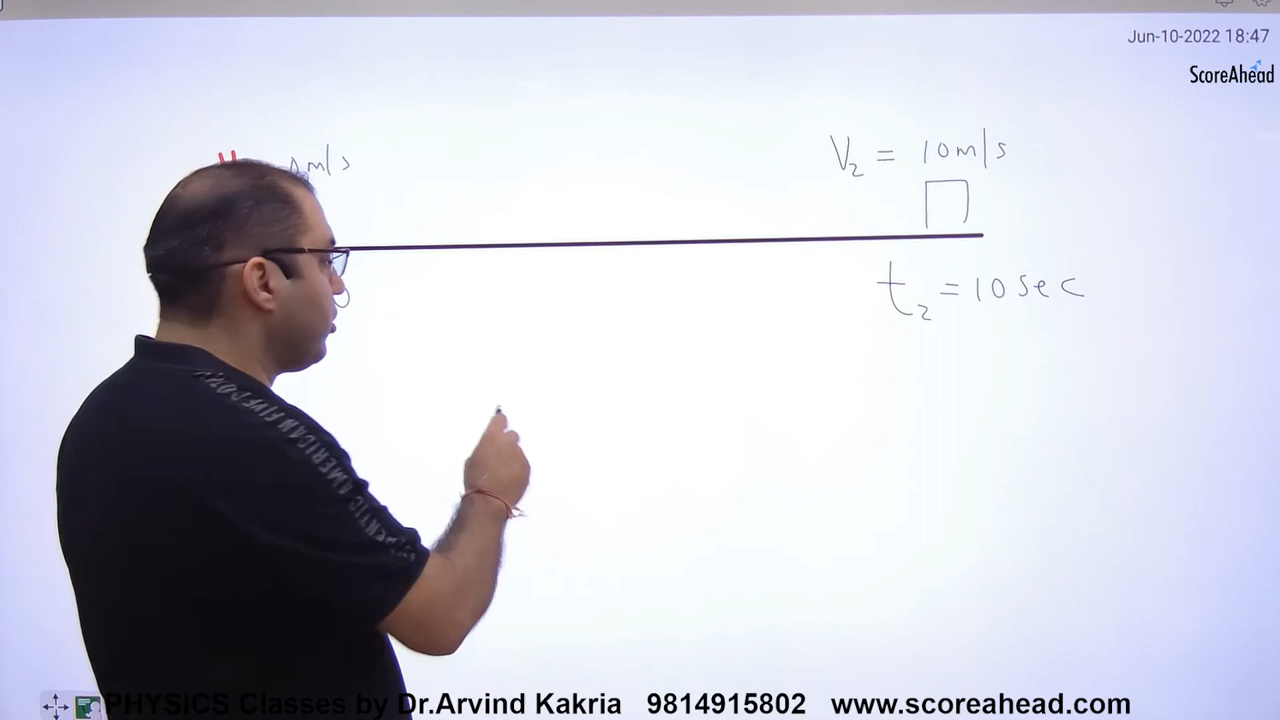 Jun-10-2022 18:47
ScoreAhead
m/s
V₂ = 10m/s
t₂ = 10sec
PHYSICS Classes by Dr.Arvind Kakria 9814915802 www.scoreahead.com